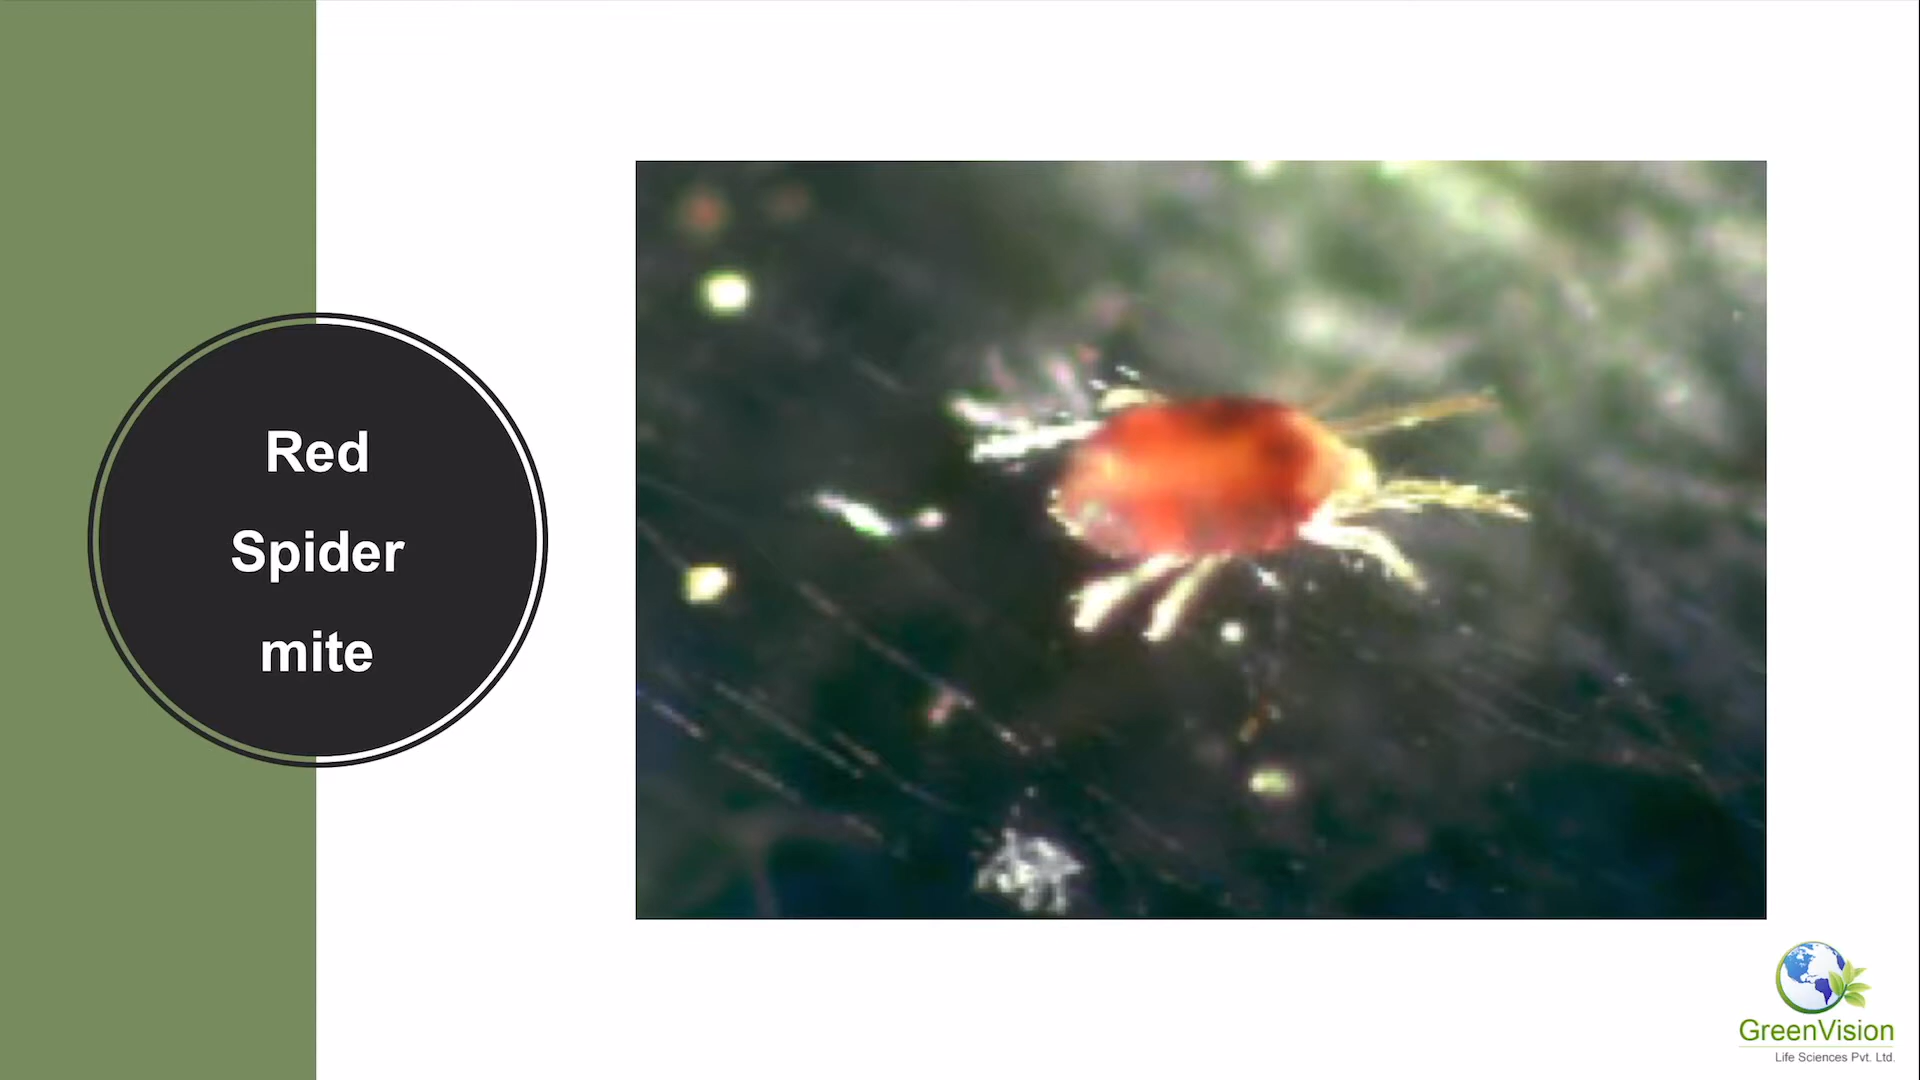 Red
Spider
mite
GreenVision
Life Sciences Pvt. Ltd.